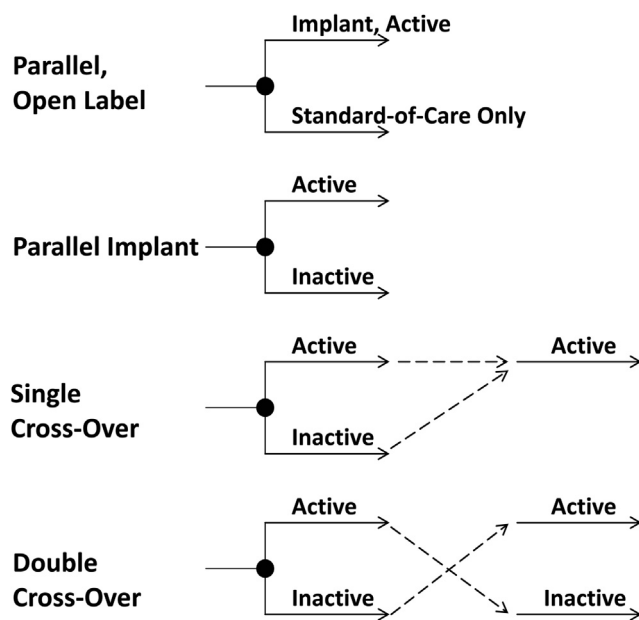 Implant, Active
Parallel,
Open Label
Standard-of-Care Only
Active
Parallel Implant
Inactive
Active
Active
Single
Cross-Over
Inactive
Active
Active
Double
Cross-Over
Inactive
Inactive